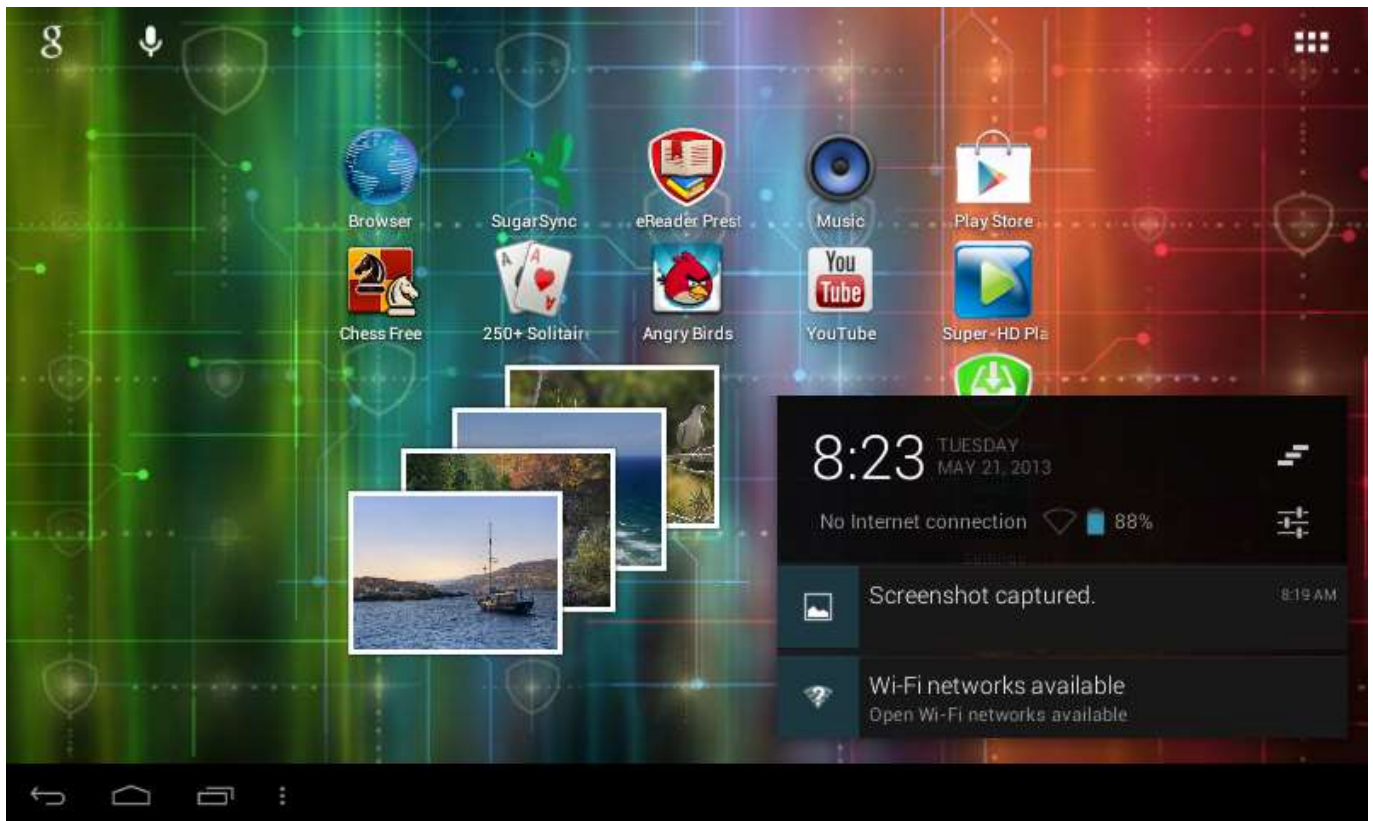 g
Browser
SugarSync
eReader Prest
Music
Play Store
You
Tube
A
A
A
Chess Free
250+ Solitair
Angry Birds
YouTube
Super-HD Pla
8:23
TUESDAY
MAY 21, 2013
No Internet connection 88%
Screenshot captured.
8:19 AM
Wi-Fi networks available
Open Wi-Fi networks available